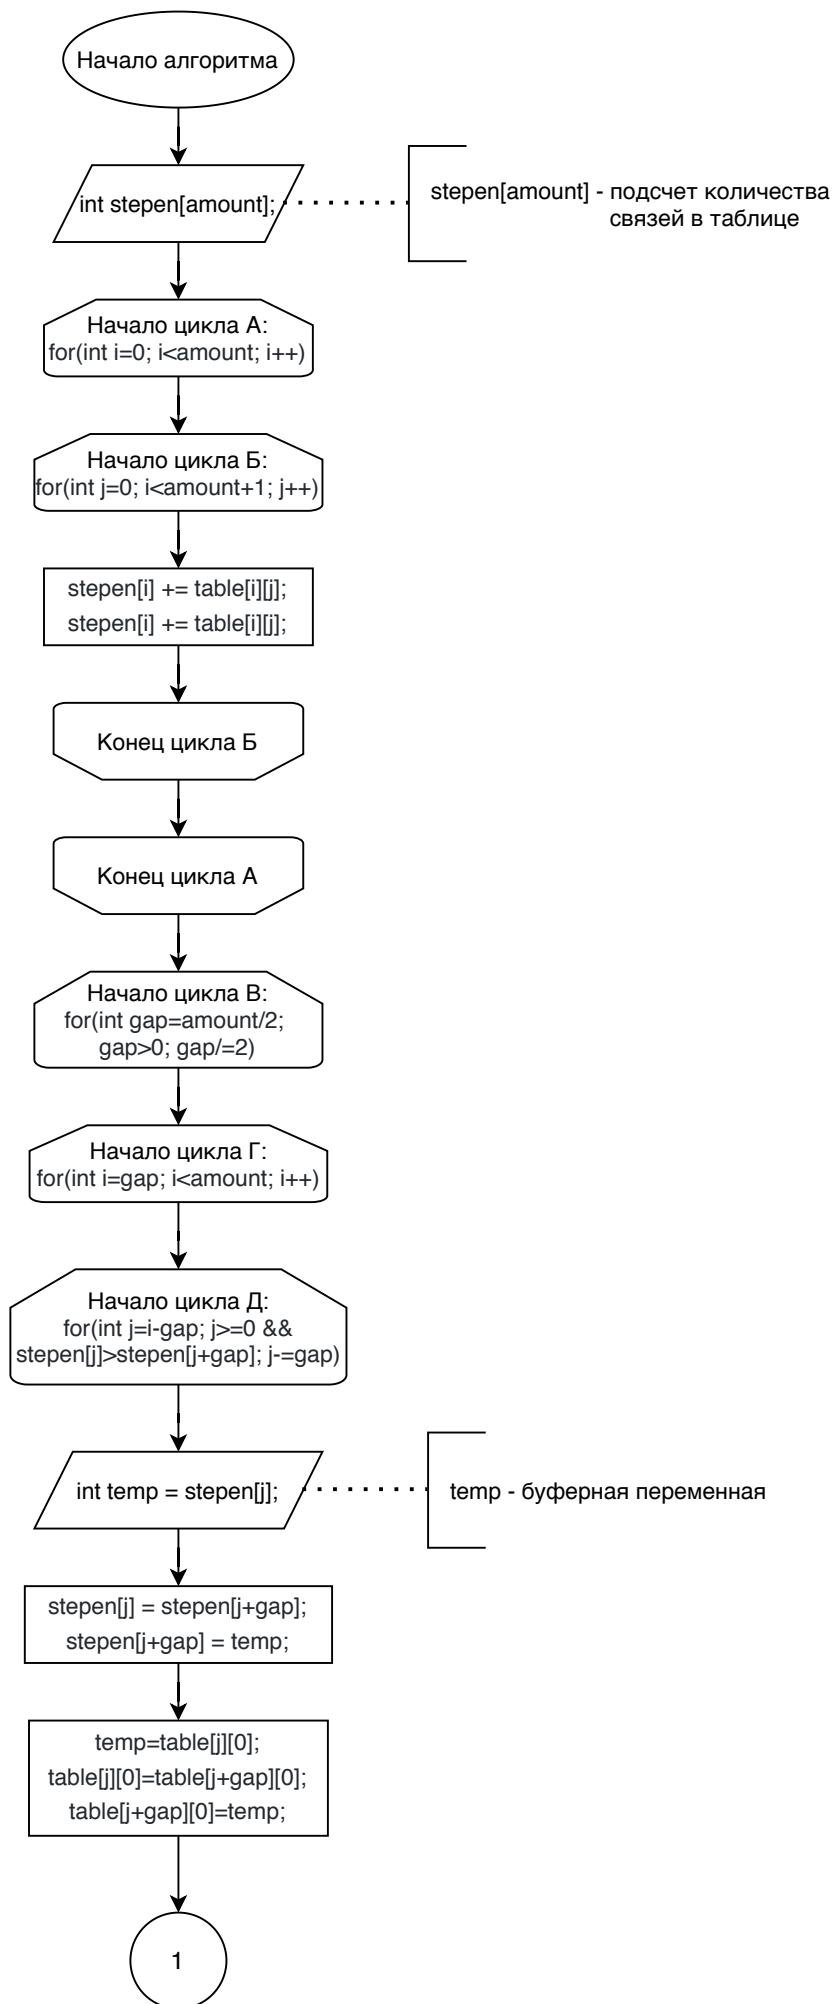 Начало алгоритма
int stepen[amount];
stepen[amount] - подсчет количества
связей в таблице
Начало цикла А:
for(int i=0; i<amount; i++)
Начало цикла Б:
for(int j=0; i<amount+1; j++)
stepen[i] += table[i][j];
stepen[i] += table[i][j];
Конец цикла Б
Конец цикла А
Начало цикла В:
for(int gap=amount/2;
gap>0; gap/=2)
Начало цикла Г:
for(int i=gap; i<amount; i++)
Начало цикла Д:
for(int j=i-gap; j>=0 &&
stepen[j]>stepen[j+gap]; j-=gap)
int temp = stepen[j];
temp - буферная переменная
stepen[j] = stepen[j+gap];
stepen[j+gap] = temp;
temp=table[j][0];
table[j][0]=table[j+gap][0];
table[j+gap][0]=temp;
1